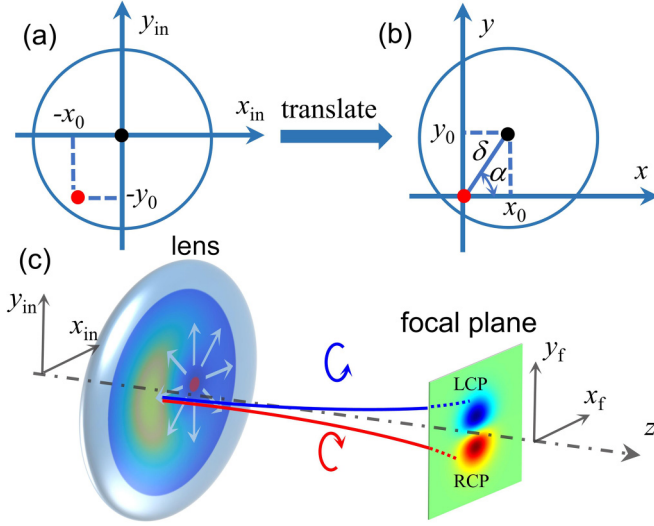 (a)
y_in
x_in
-x_0
-y_0
translate
(b)
y
y_0
δ
α
x_0
x
(c)
lens
y_in
x_in
focal plane
LCP
RCP
y_f
x_f
z